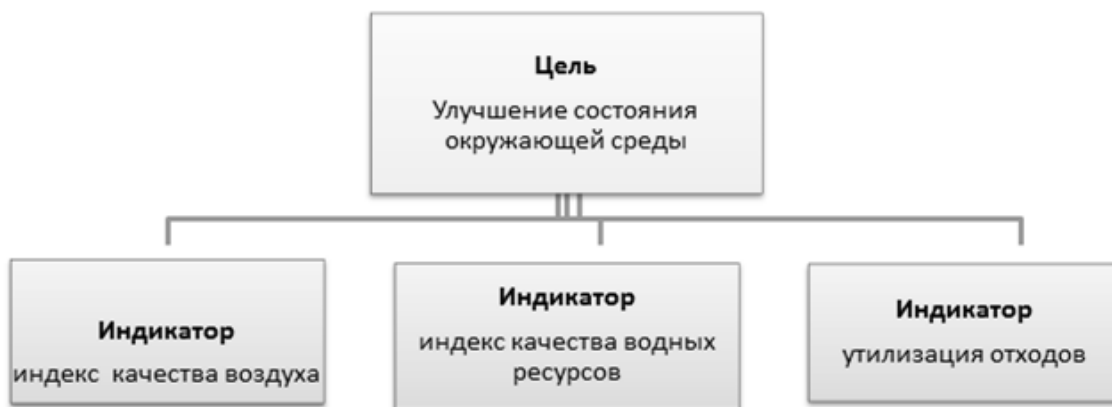 Цель
Улучшение состояния
окружающей среды
Индикатор
индекс качества воздуха
Индикатор
индекс качества водных
ресурсов
Индикатор
утилизация отходов